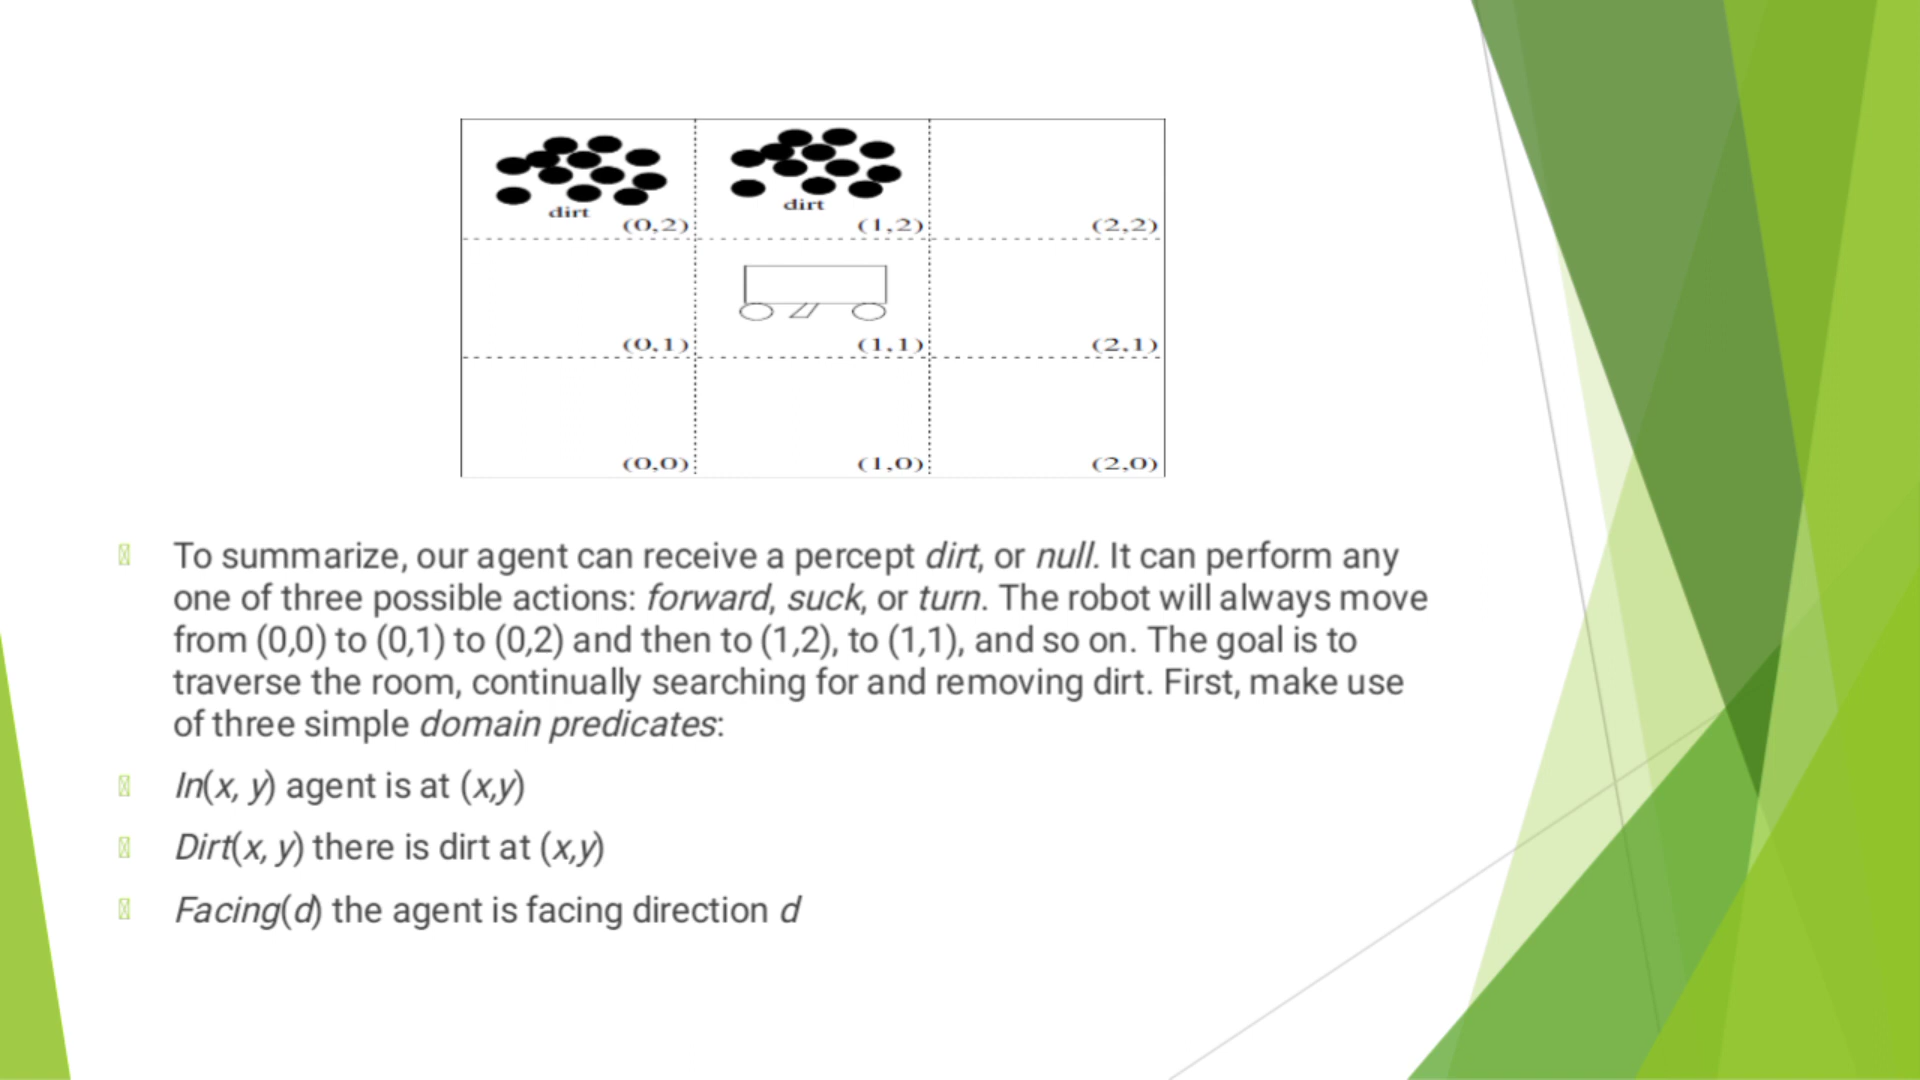 dirt
dirt
(0,2)
(1,2)
(2,2)
(0,1)
(1,1)
(2,1)
(0,0)
(1,0)
(2,0)
To summarize, our agent can receive a percept dirt, or null. It can perform any
one of three possible actions: forward, suck, or turn. The robot will always move
from (0,0) to (0,1) to (0,2) and then to (1,2), to (1,1), and so on. The goal is to
traverse the room, continually searching for and removing dirt. First, make use
of three simple domain predicates:
In(x, y) agent is at (x,y)
Dirt(x, y) there is dirt at (x,y)
Facing(d) the agent is facing direction d